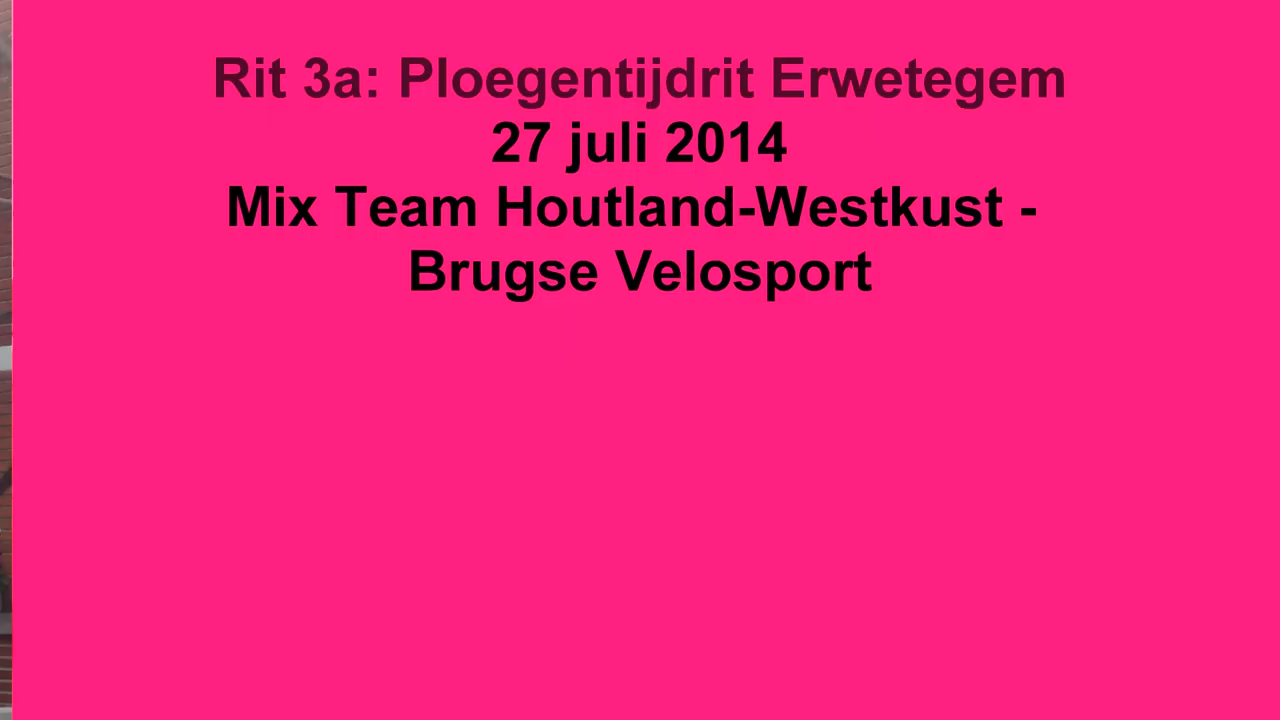 Rit 3a: Ploegentijdrit Erwetegem
27 juli 2014
Mix Team Houtland-Westkust -
Brugse Velosport